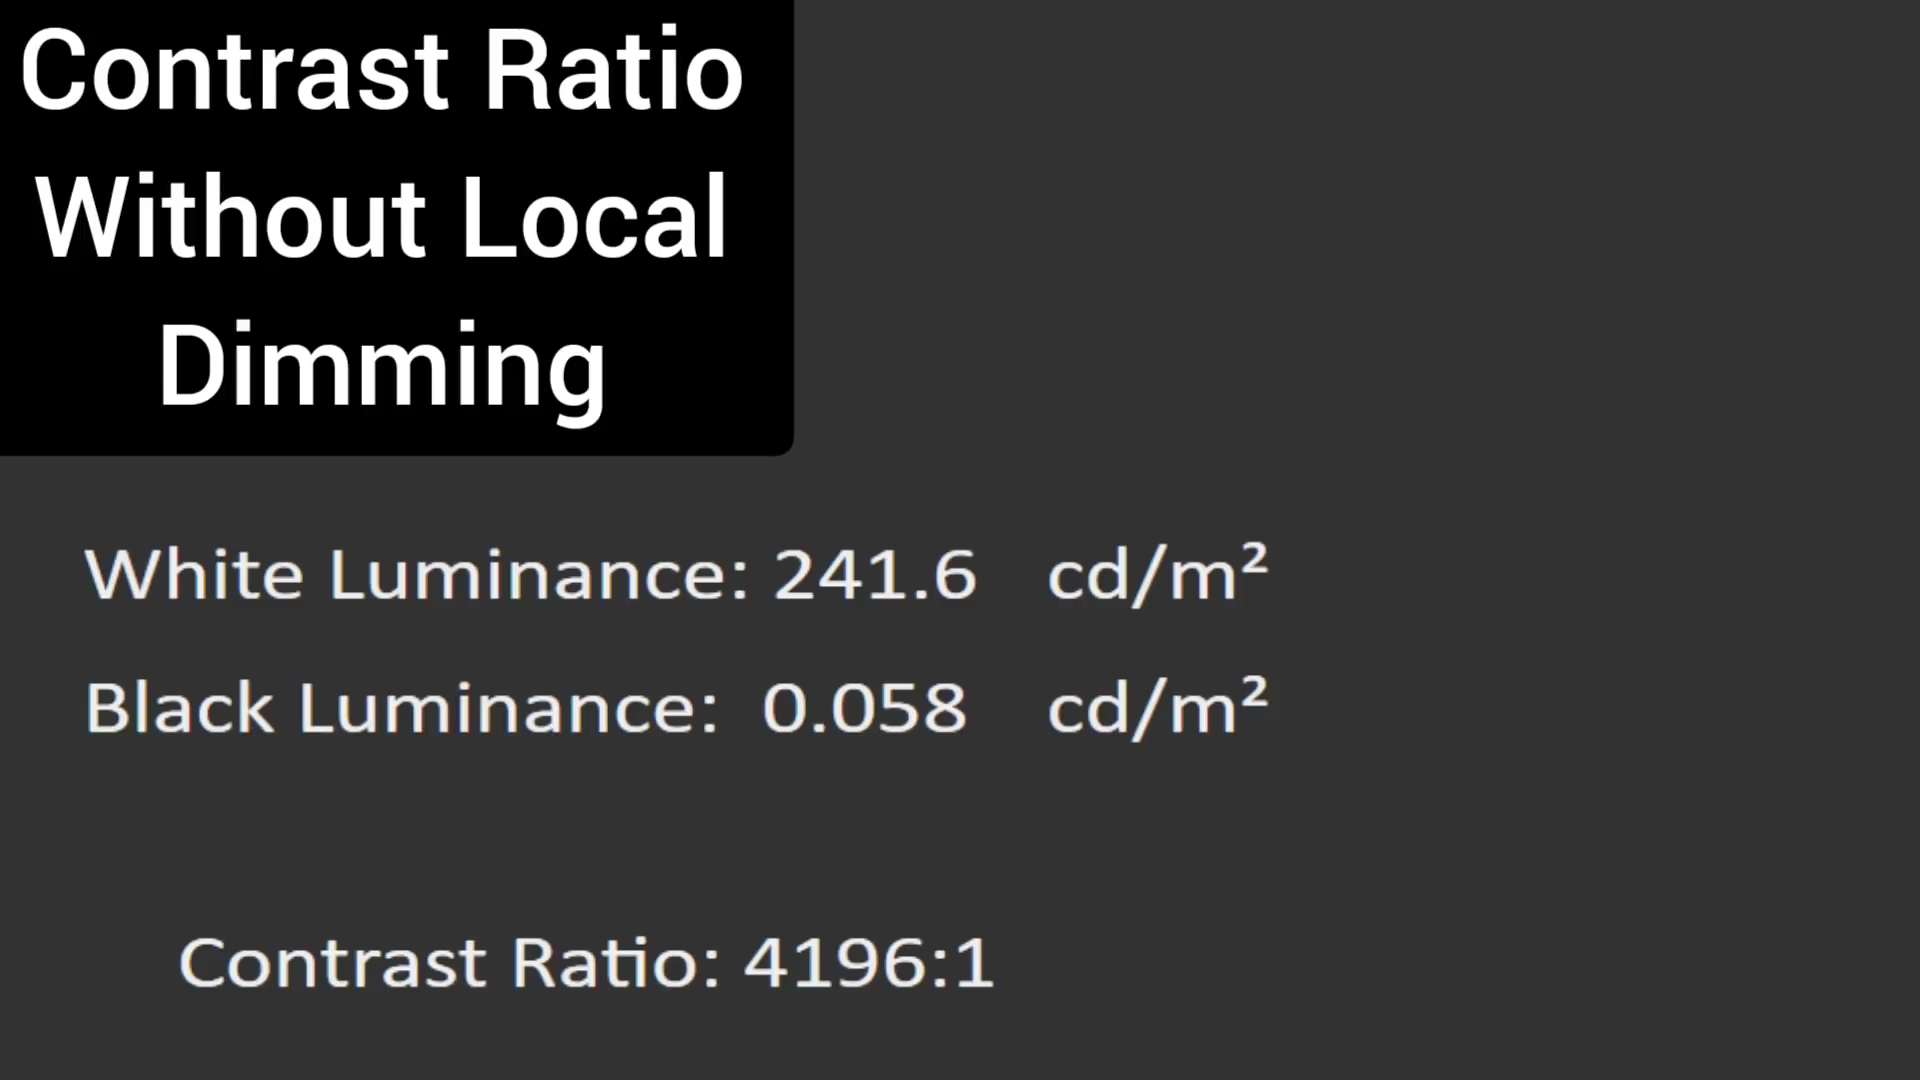 Contrast Ratio
Without Local
Dimming
White Luminance: 241.6 cd/m²
Black Luminance: 0.058 cd/m²
Contrast Ratio: 4196:1